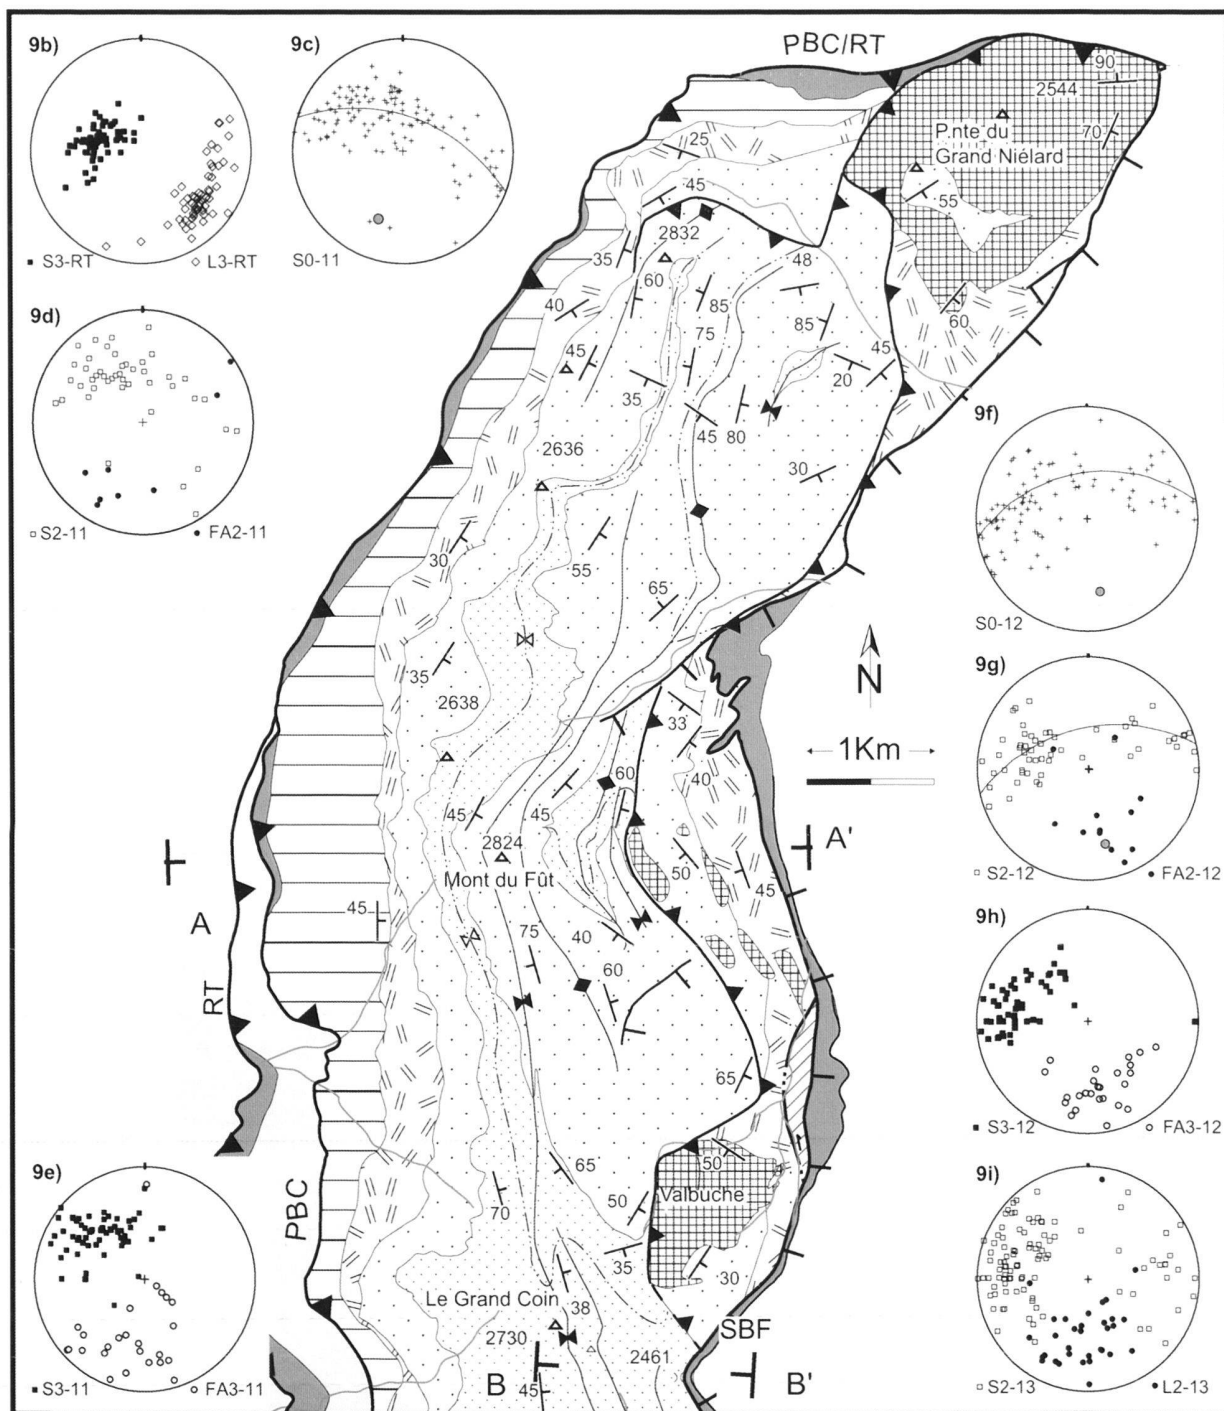 9b)
S3-RT
L3-RT
9c)
S0-11
9d)
S2-11
FA2-11
9e)
S3-11
FA3-11
PBC/RT
90
2544
P.nte du
Grand Niélard
70
55
60
25
45
2832
35
60
48
40
85
75
85
45
45
20
35
45
80
2636
30
30
55
65
35
2638
33
60
40
45
45
2824
Mont du Fût
50
45
A
A'
45
75
40
60
RT
65
PBC
65
50
Valbuche
70
50
35
30
Le Grand Coin
38
2730
2461
SBF
B
B'
45
N
1Km
9f)
S0-12
9g)
S2-12
FA2-12
9h)
S3-12
FA3-12
9i)
S2-13
L2-13